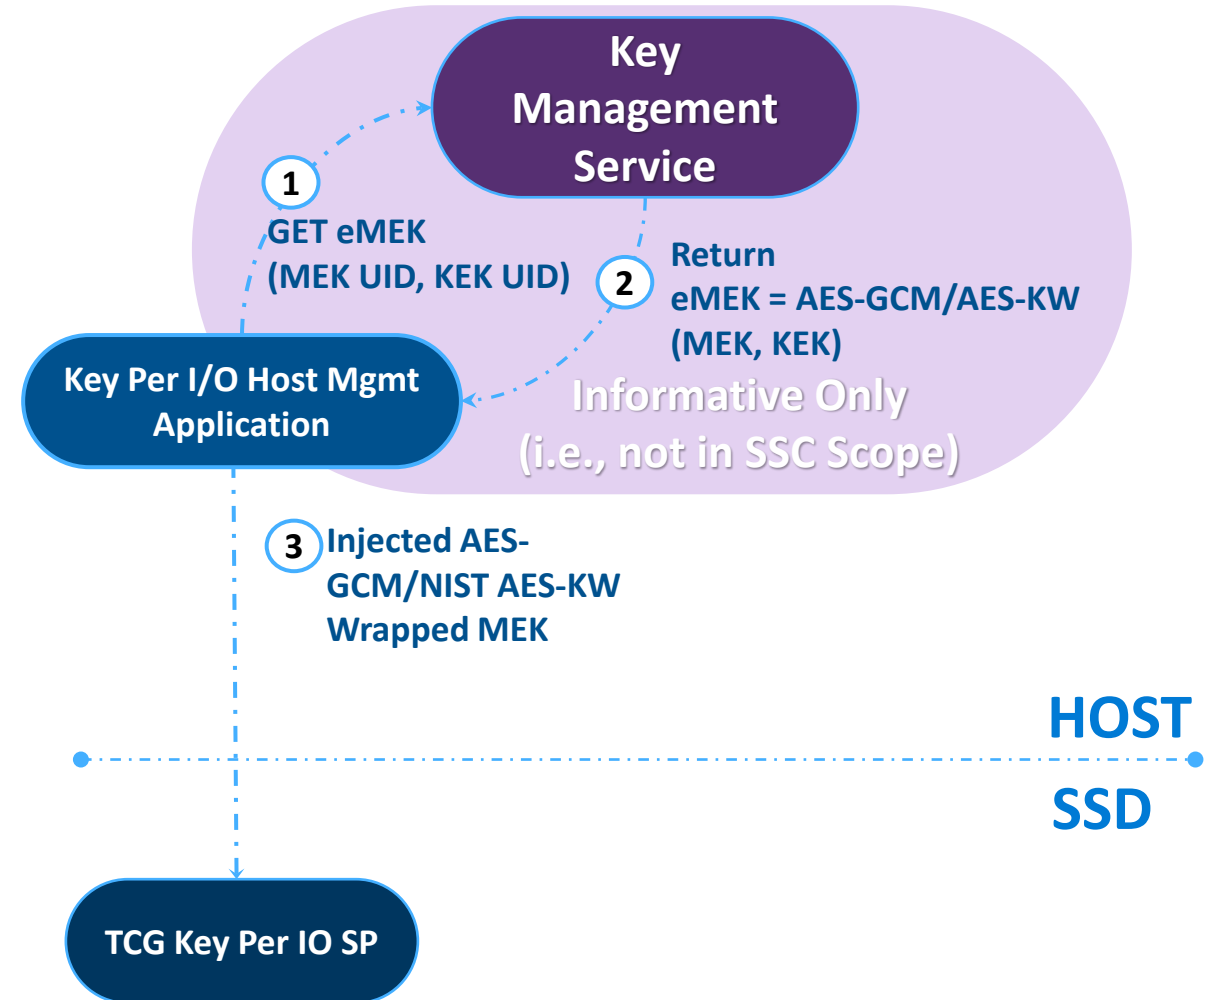 Key
Management
Service
1
GET eMEK
(MEK UID, KEK UID)
2
Return
eMEK = AES-GCM/AES-KW
(MEK, KEK)
Key Per I/O Host Mgmt
Application
Informative Only
(i.e., not in SSC Scope)
3
Injected AES-
GCM/NIST AES-KW
Wrapped MEK
HOST
SSD
TCG Key Per IO SP